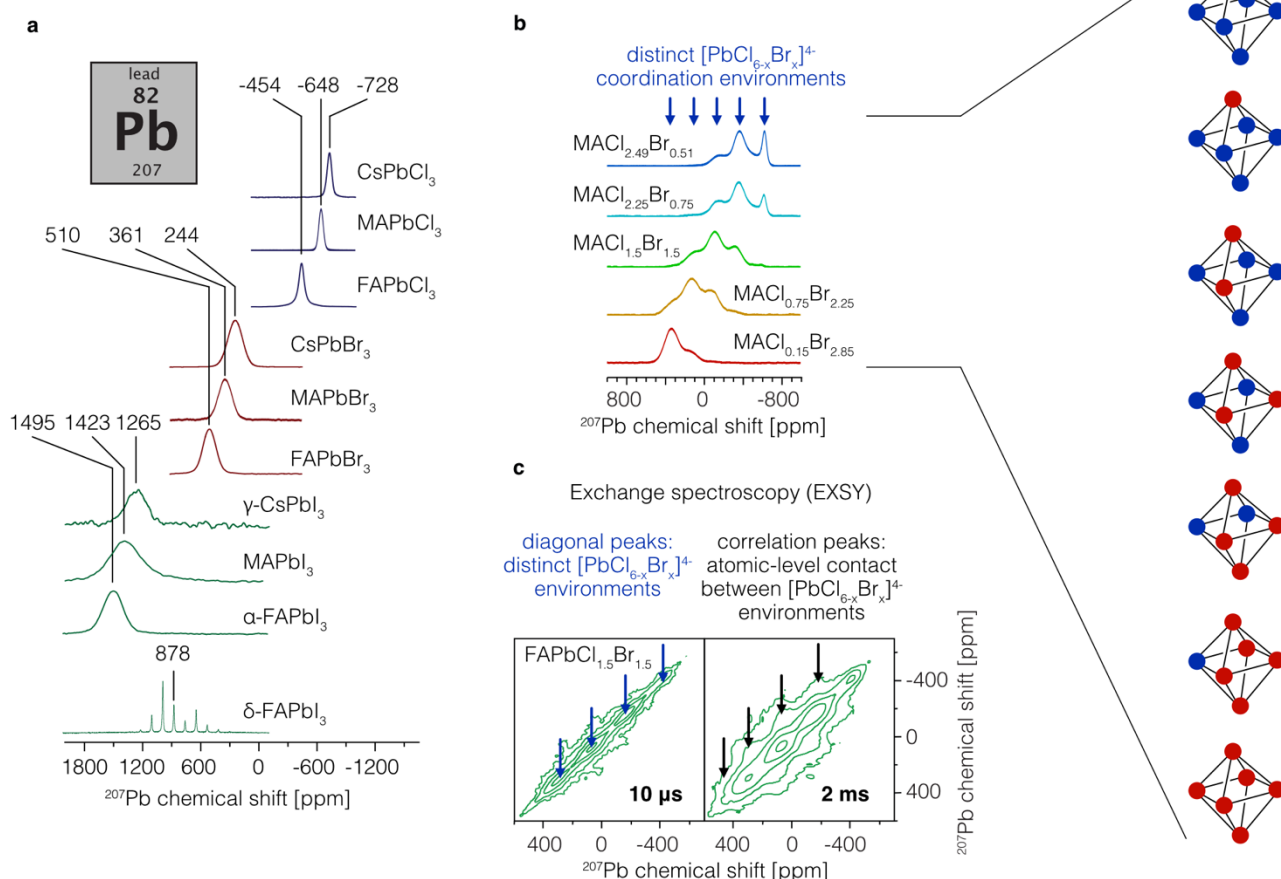 a
lead
82
Pb
207
-454 -648 -728
CsPbCl₃
MAPbCl₃
FAPbCl₃
510 361 244
CsPbBr₃
MAPbBr₃
FAPbBr₃
1495 1423 1265
γ-CsPbI₃
MAPbI₃
α-FAPbI₃
878
δ-FAPbI₃
1800 1200 600 0 -600 -1200
²⁰⁷Pb chemical shift [ppm]
b
distinct [PbCl₆₋ₓBrₓ]⁴⁻
coordination environments
MACl₂.₄₉Br₀.₅₁
MACl₂.₂₅Br₀.₇₅
MACl₁.₅Br₁.₅
MACl₀.₇₅Br₂.₂₅
MACl₀.₁₅Br₂.₈₅
800 0 -800
²⁰⁷Pb chemical shift [ppm]
c
Exchange spectroscopy (EXSY)
diagonal peaks:
distinct [PbCl₆₋ₓBrₓ]⁴⁻
environments
correlation peaks:
atomic-level contact
between [PbCl₆₋ₓBrₓ]⁴⁻
environments
FAPbCl₁.₅Br₁.₅
10 µs
2 ms
-400
0
400
²⁰⁷Pb chemical shift [ppm]
400 0 -400 400 0 -400
²⁰⁷Pb chemical shift [ppm]